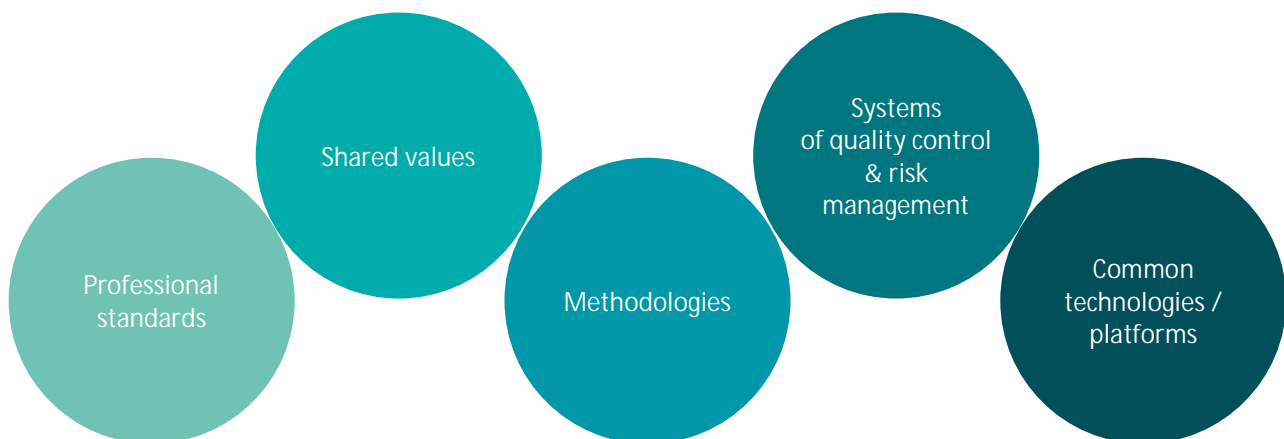 Professional
standards
Shared values
Methodologies
Systems
of quality control
& risk
management
Common
technologies /
platforms